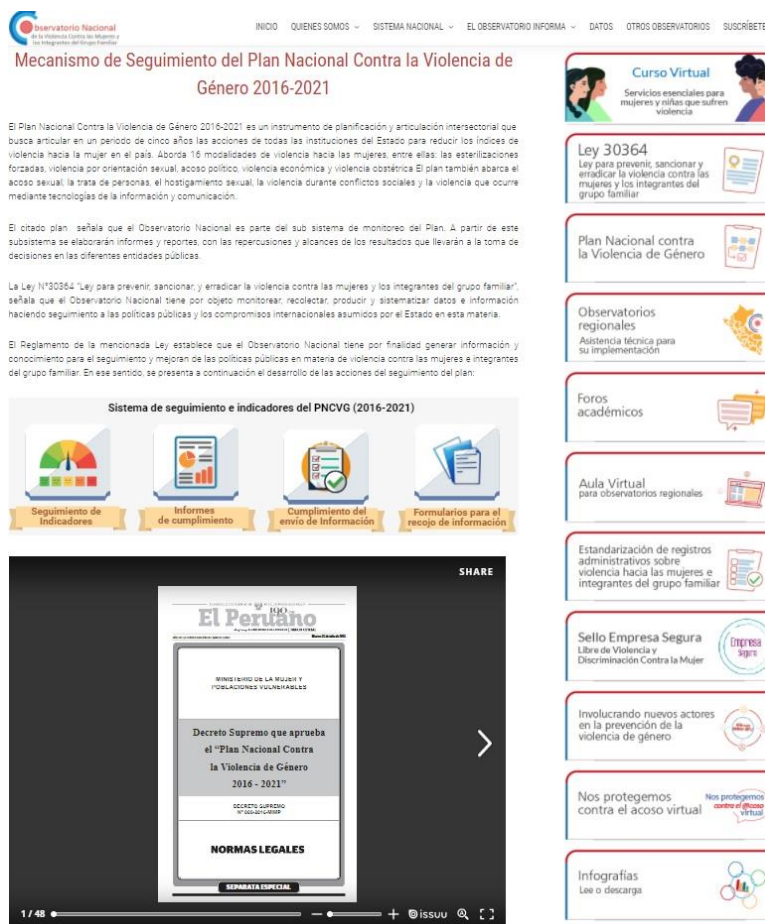 Observatorio Nacional
de la Violencia Contra las Mujeres y
los Integrantes del Grupo Familiar
INICIO QUIENES SOMOS SISTEMA NACIONAL EL OBSERVATORIO INFORMA DATOS OTROS OBSERVATORIOS SUSCRÍBETE
Mecanismo de Seguimiento del Plan Nacional Contra la Violencia de
Género 2016-2021
El Plan Nacional Contra la Violencia de Género 2016-2021 es un instrumento de planificación y articulación intersectorial que
busca articular en un periodo de cinco años las acciones de todas las instituciones del Estado para reducir los índices de
violencia hacia la mujer en el país. Aborda 16 modalidades de violencia hacia las mujeres, entre ellas: las esterilizaciones
forzadas, violencia por orientación sexual, acoso político, violencia económica y violencia obstétrica El plan también abarca el
acoso sexual, la trata de personas, el hostigamiento sexual, la violencia durante conflictos sociales y la violencia que ocurre
mediante tecnologías de la información y comunicación.
El citado plan señala que el Observatorio Nacional es parte del sub sistema de monitoreo del Plan. A partir de este
subsistema se elaborarán informes y reportes, con las repercusiones y alcances de los resultados que llevarán a la toma de
decisiones en las diferentes entidades públicas.
La Ley N°30364 "Ley para prevenir, sancionar, y erradicar la violencia contra las mujeres y los integrantes del grupo familiar",
señala que el Observatorio Nacional tiene por objeto monitorear, recolectar, producir y sistematizar datos e información
haciendo seguimiento a las políticas públicas y los compromisos internacionales asumidos por el Estado en esta materia.
El Reglamento de la mencionada Ley establece que el Observatorio Nacional tiene por finalidad generar información y
conocimiento para el seguimiento y mejoran de las políticas públicas en materia de violencia contra las mujeres e integrantes
del grupo familiar. En ese sentido, se presenta a continuación el desarrollo de las acciones del seguimiento del plan:
Sistema de seguimiento e indicadores del PNCVG (2016-2021)
Seguimiento de
Indicadores
Informes
de cumplimiento
Cumplimiento del
envío de Información
Formularios para el
recojo de información
SHARE
El Peruano
MINISTERIO DE LA MUJER Y
POBLACIONES VULNERABLES
Decreto Supremo que aprueba
el "Plan Nacional Contra
la Violencia de Género
2016 - 2021"
DECRETO SUPREMO
N° 008-2016-MIMP
NORMAS LEGALES
SEPARATA ESPECIAL
1 / 48
issuu
Curso Virtual
Servicios esenciales para
mujeres y niñas que sufren
violencia
Ley 30364
Ley para prevenir, sancionar y
erradicar la violencia contra las
mujeres y los integrantes del
grupo familiar
Plan Nacional contra
la Violencia de Género
Observatorios
regionales
Asistencia técnica para
su implementación
Foros
académicos
Aula Virtual
para observatorios regionales
Estandarización de registros
administrativos sobre
violencia hacia las mujeres e
integrantes del grupo familiar
Sello Empresa Segura
Libre de Violencia y
Discriminación Contra la Mujer
Empresa
Segura
Involucrando nuevos actores
en la prevención de la
violencia de género
Nos protegemos
contra el acoso virtual
Nos protegemos
contra el @coso
virtual
Infografías
Lee o descarga